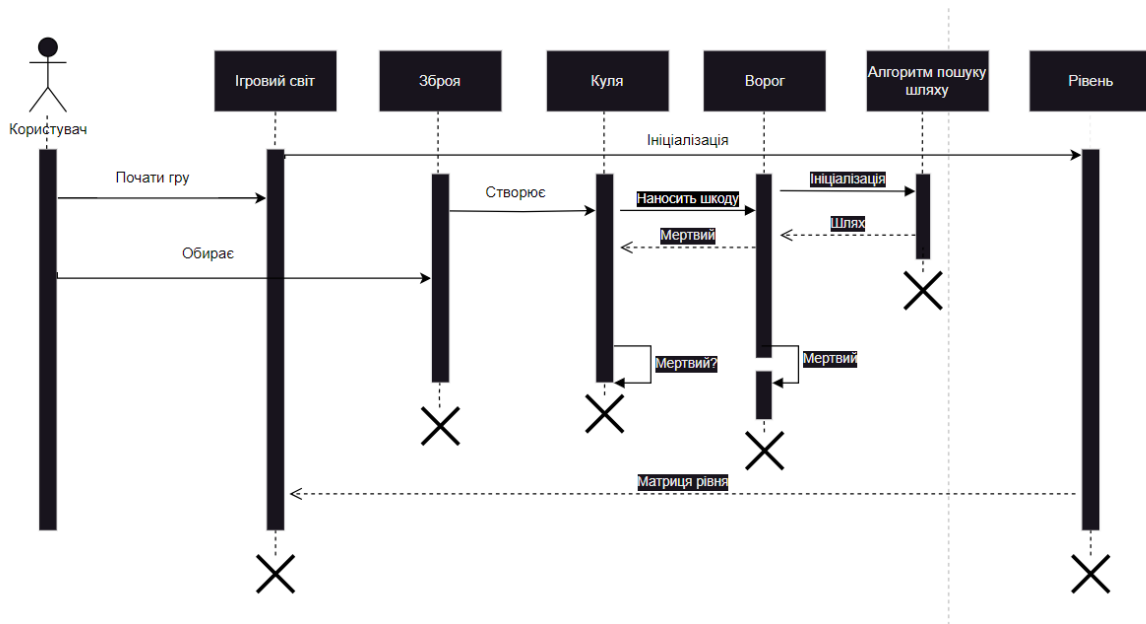 Користувач
Ігровий світ
Зброя
Куля
Ворог
Алгоритм пошуку
шляху
Рівень
Ініціалізація
Почати гру
Створює
Наносить шкоду
Ініціалізація
Шлях
Мертвий
Обирає
Мертвий?
Мертвий
Матриця рівня